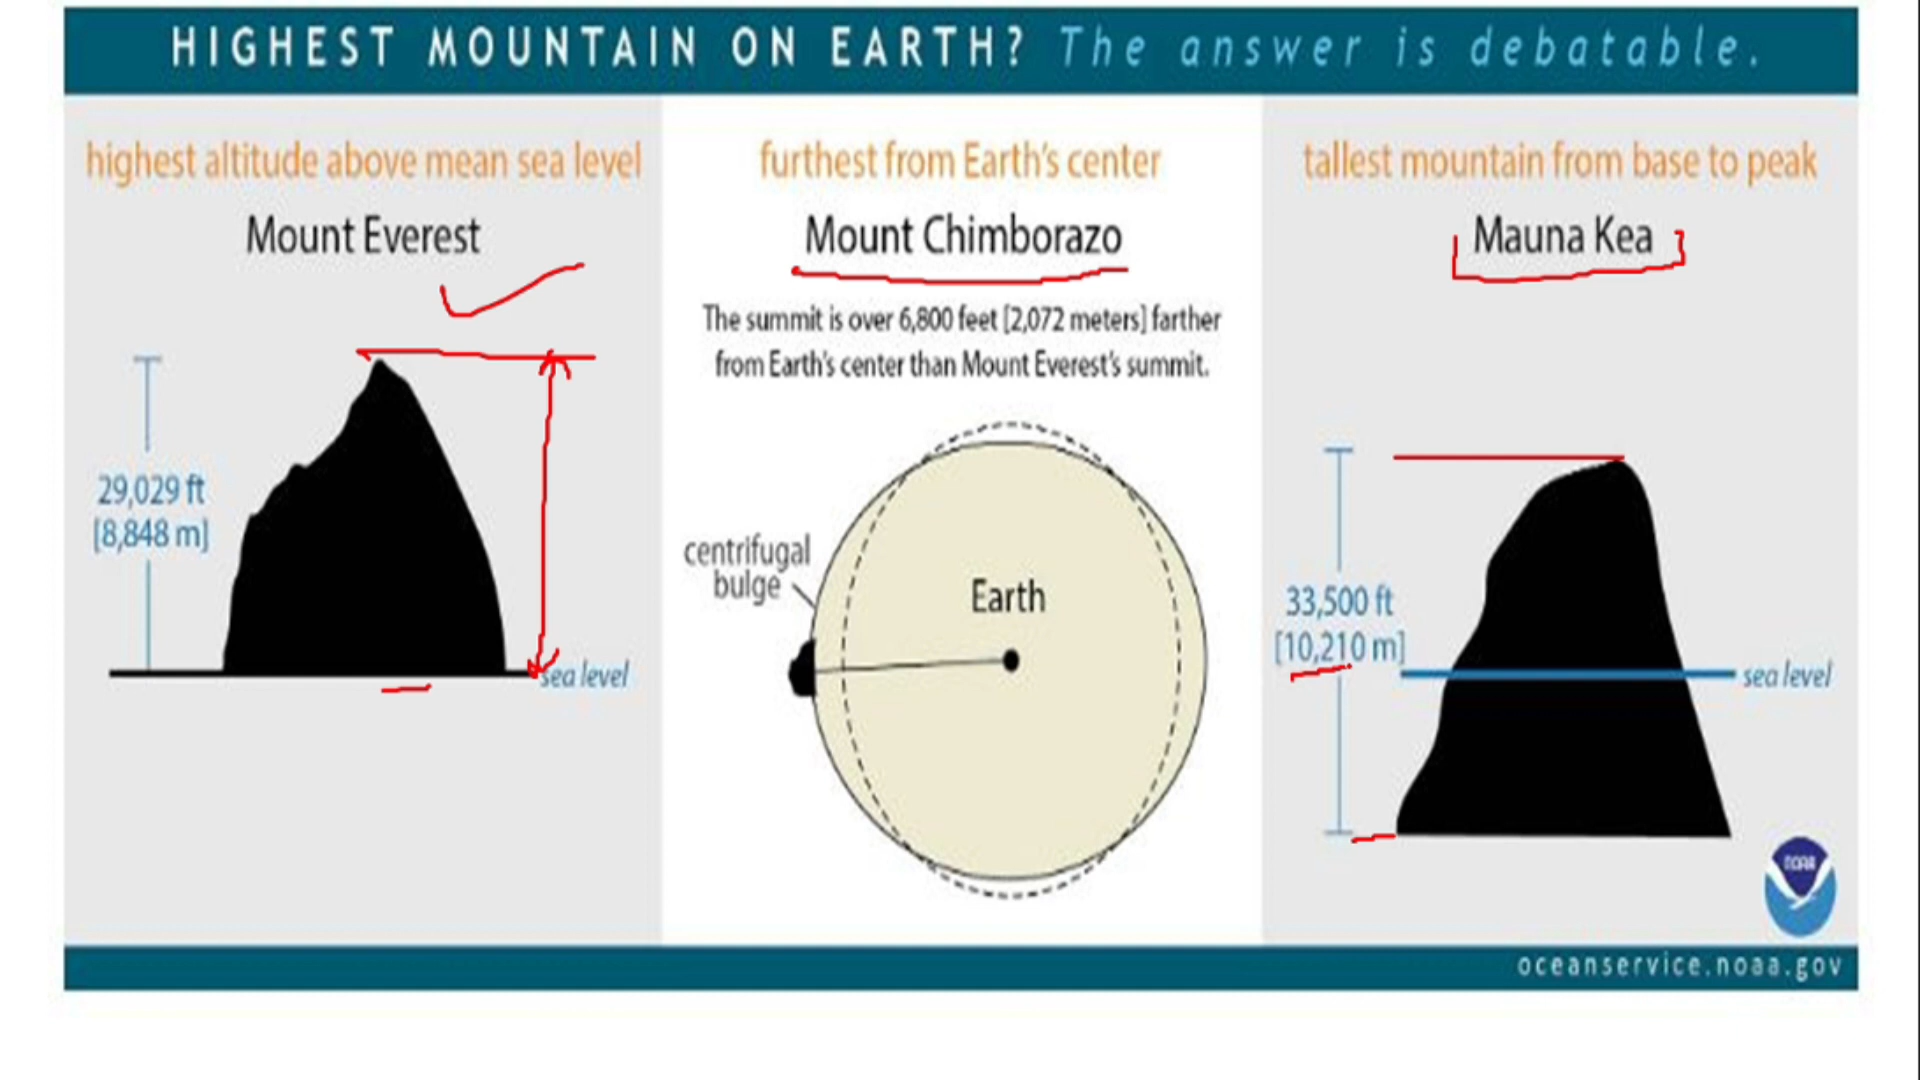 HIGHEST MOUNTAIN ON EARTH? The answer is debatable.
highest altitude above mean sea level
Mount Everest
29,029 ft
[8,848 m]
sea level
furthest from Earth's center
Mount Chimborazo
The summit is over 6,800 feet [2,072 meters] farther
from Earth's center than Mount Everest's summit.
centrifugal
bulge
Earth
tallest mountain from base to peak
Mauna Kea
33,500 ft
[10,210 m]
sea level
noaa
oceanservice.noaa.gov